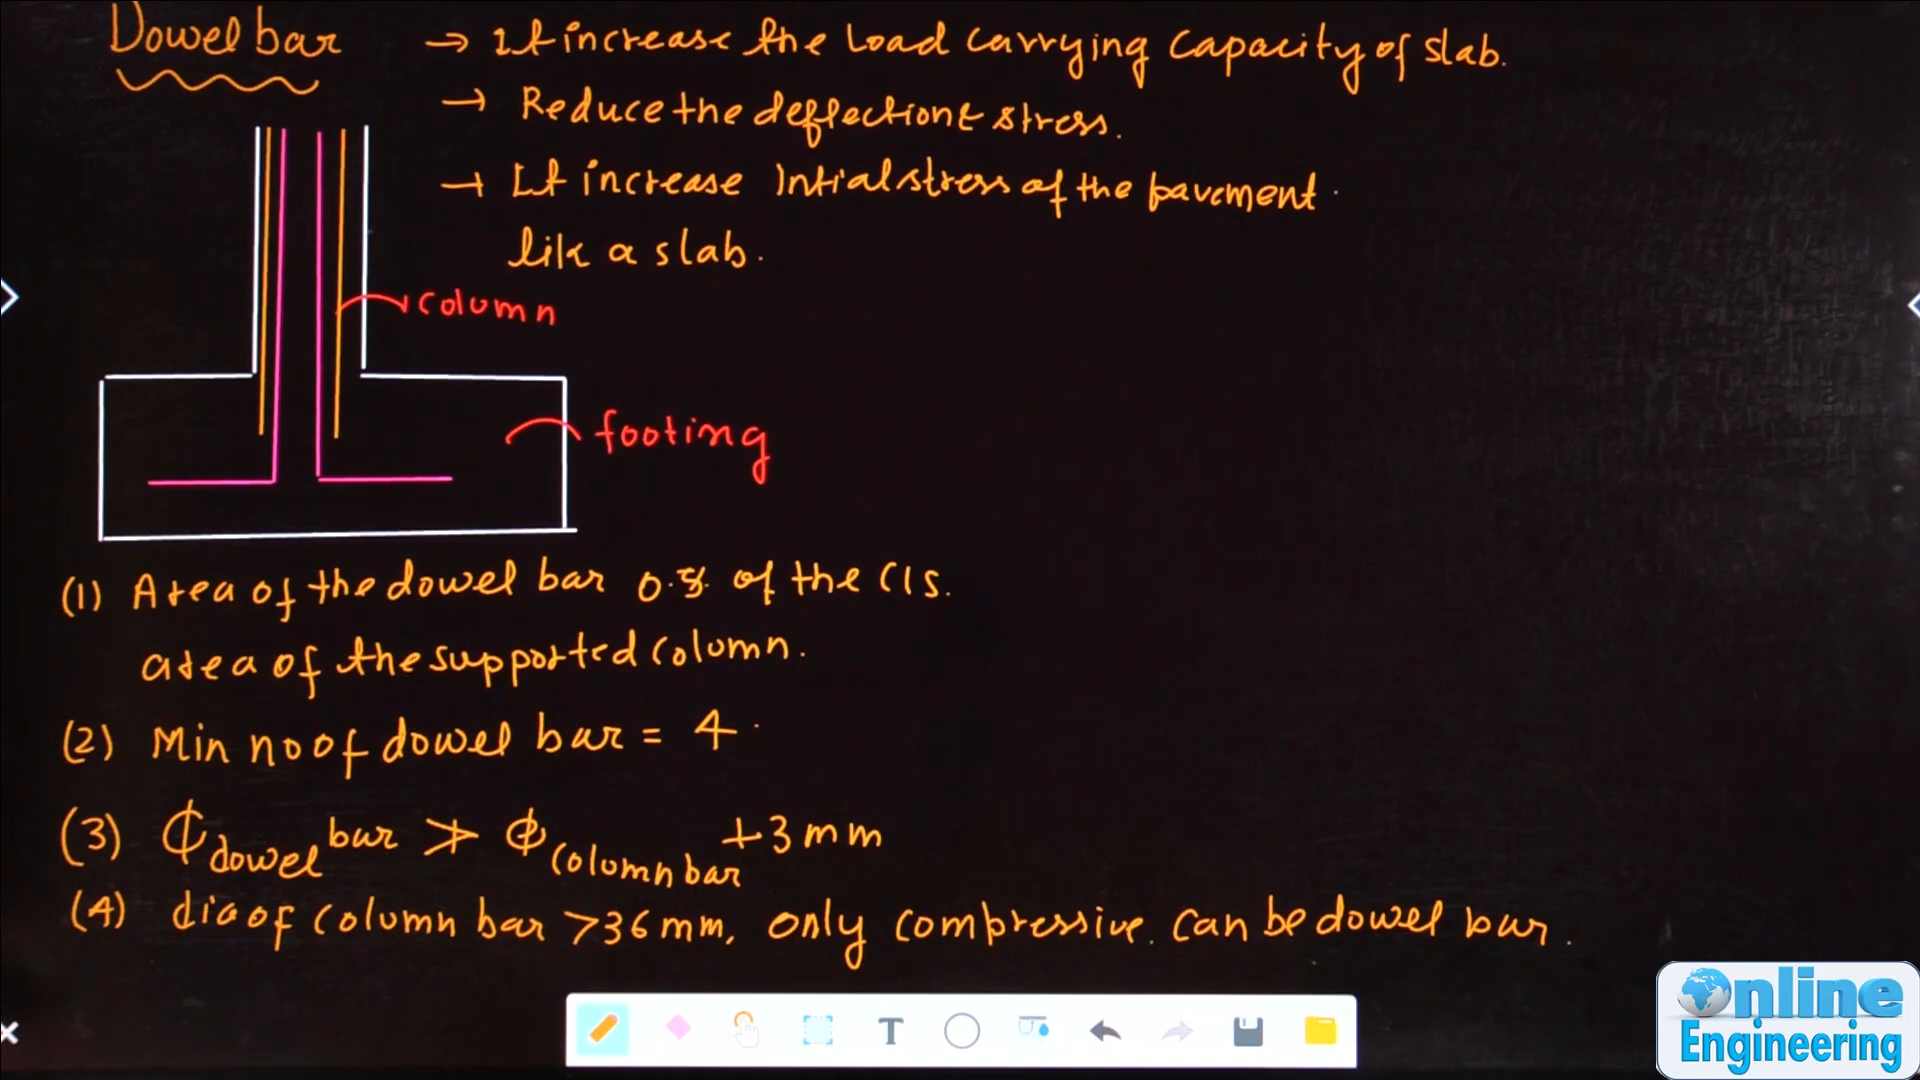 Dowel bar → It increase the Load carrying capacity of slab.
→ Reduce the deflection & stress.
→ It increase Intial stress of the pavement
like a slab.
column
footing
(1) Area of the dowel bar 0.5% of the C/s.
area of the supported column.
(2) Min no of dowel bar = 4
(3) ϕ dowel bar ≯ ϕ column bar +3mm
(4) dia of column bar >36mm, only compressive can be dowel bar.
T
Online
Engineering